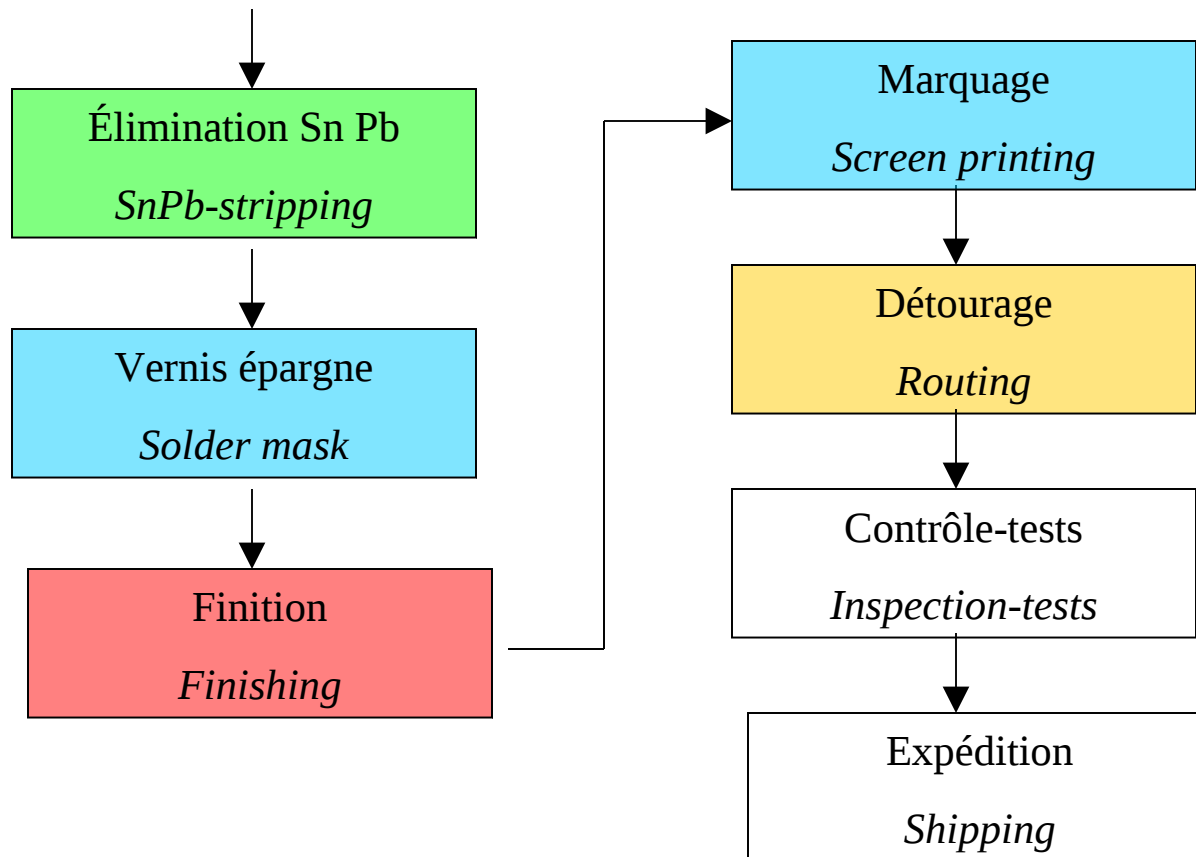 Élimination Sn Pb
SnPb-stripping
Vernis épargne
Solder mask
Finition
Finishing
Marquage
Screen printing
Détourage
Routing
Contrôle-tests
Inspection-tests
Expédition
Shipping